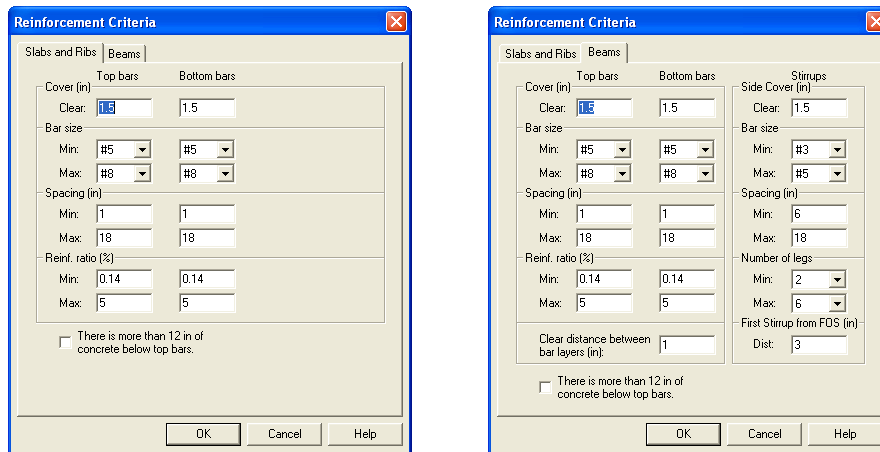 Reinforcement Criteria
Slabs and Ribs Beams
Top bars Bottom bars
Cover (in)
Clear: 1.5 1.5
Bar size
Min: #5 #5
Max: #8 #8
Spacing (in)
Min: 1 1
Max: 18 18
Reinf. ratio (%)
Min: 0.14 0.14
Max: 5 5
There is more than 12 in of
concrete below top bars.
OK Cancel Help
Reinforcement Criteria
Slabs and Ribs Beams
Top bars Bottom bars Stirrups
Cover (in) Side Cover (in)
Clear: 1.5 1.5 Clear: 1.5
Bar size Bar size
Min: #5 #5 Min: #3
Max: #8 #8 Max: #5
Spacing (in) Spacing (in)
Min: 1 1 Min: 6
Max: 18 18 Max: 18
Reinf. ratio (%) Number of legs
Min: 0.14 0.14 Min: 2
Max: 5 5 Max: 6
First Stirrup from FOS (in)
Clear distance between
bar layers (in): 1 Dist: 3
There is more than 12 in of
concrete below top bars.
OK Cancel Help